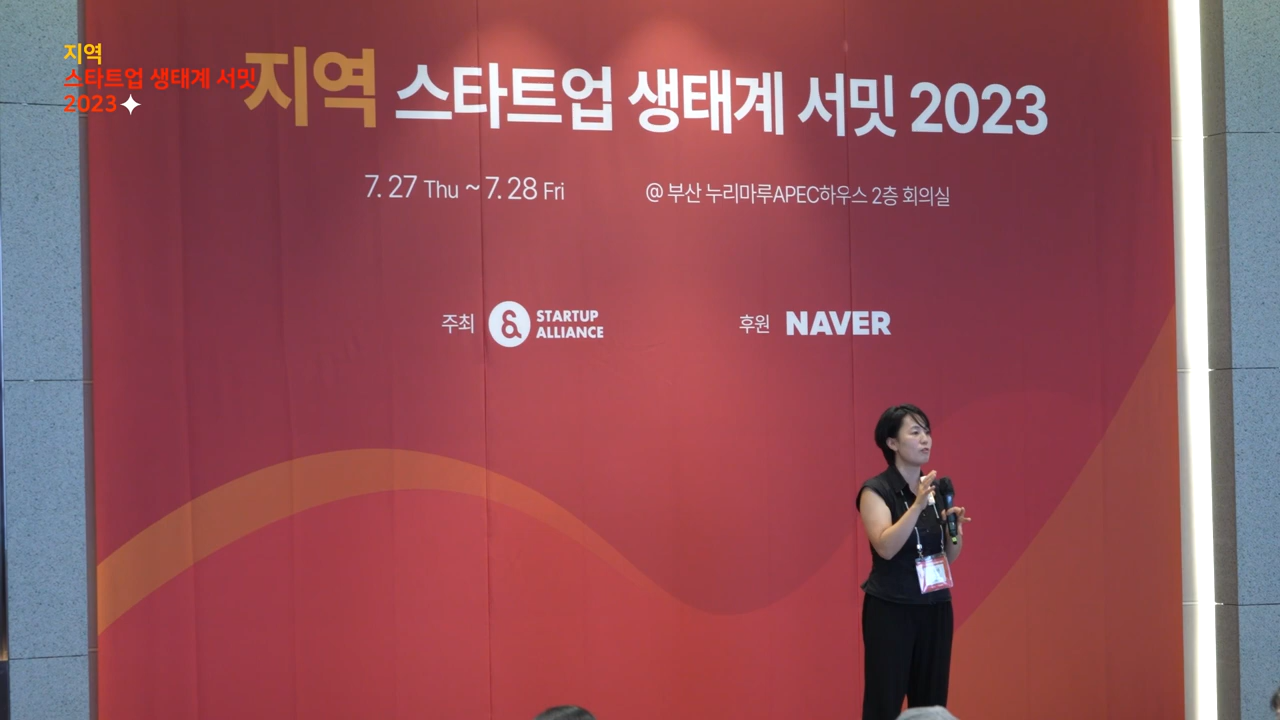 지역
스타트업 생태계 서밋
2023
지역 스타트업 생태계 서밋 2023
7. 27 Thu ~ 7. 28 Fri @ 부산 누리마루APEC하우스 2층 회의실
주최 STARTUP ALLIANCE 후원 NAVER